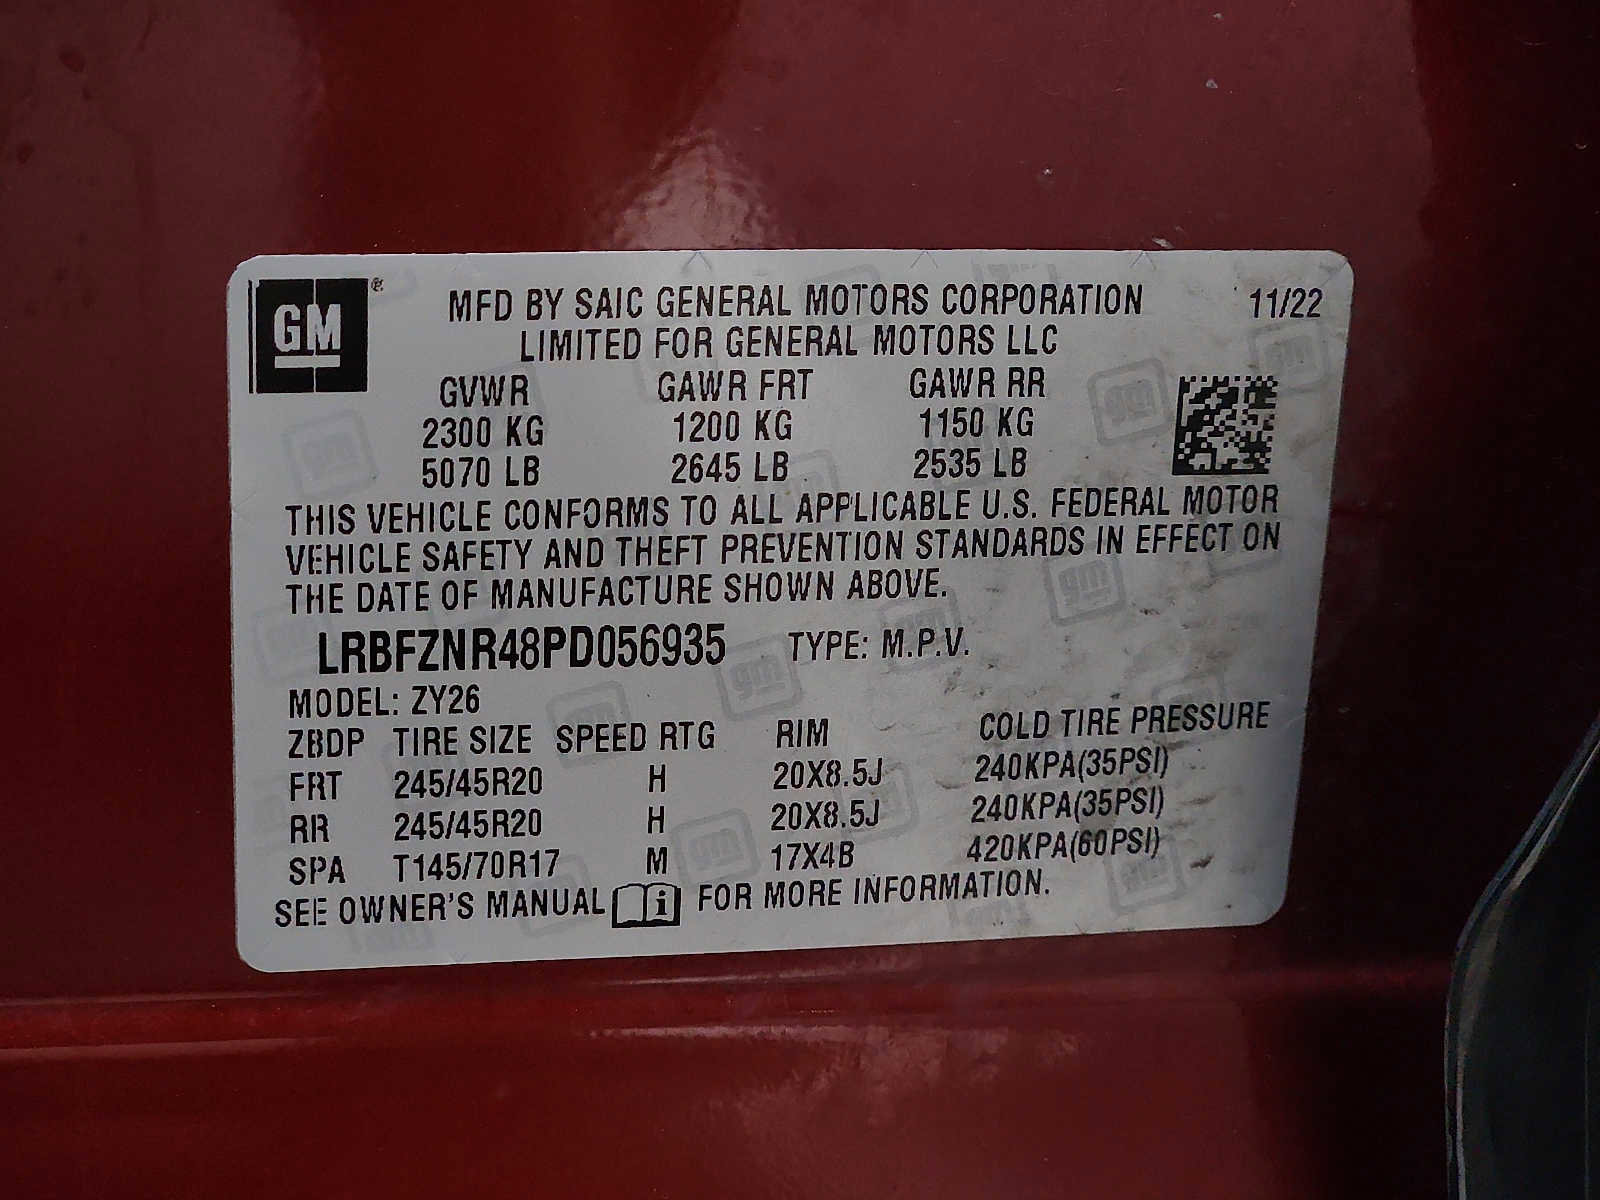 GM ®
MFD BY SAIC GENERAL MOTORS CORPORATION 11/22
LIMITED FOR GENERAL MOTORS LLC
GVWR GAWR FRT GAWR RR
2300 KG 1200 KG 1150 KG
5070 LB 2645 LB 2535 LB
THIS VEHICLE CONFORMS TO ALL APPLICABLE U.S. FEDERAL MOTOR
VEHICLE SAFETY AND THEFT PREVENTION STANDARDS IN EFFECT ON
THE DATE OF MANUFACTURE SHOWN ABOVE.
LRBFZNR48PD056935 TYPE: M.P.V.
MODEL: ZY26
ZBDP TIRE SIZE SPEED RTG RIM COLD TIRE PRESSURE
FRT 245/45R20 H 20X8.5J 240KPA(35PSI)
RR 245/45R20 H 20X8.5J 240KPA(35PSI)
SPA T145/70R17 M 17X4B 420KPA(60PSI)
SEE OWNER'S MANUAL i FOR MORE INFORMATION.